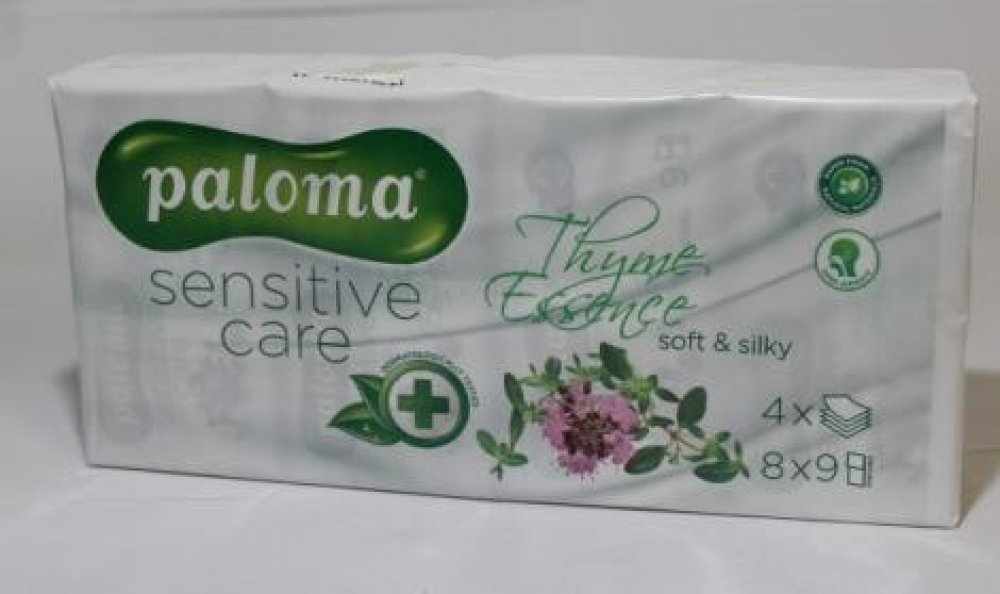 paloma®
sensitive
care
Thyme
Essence
soft & silky
4x
8x9